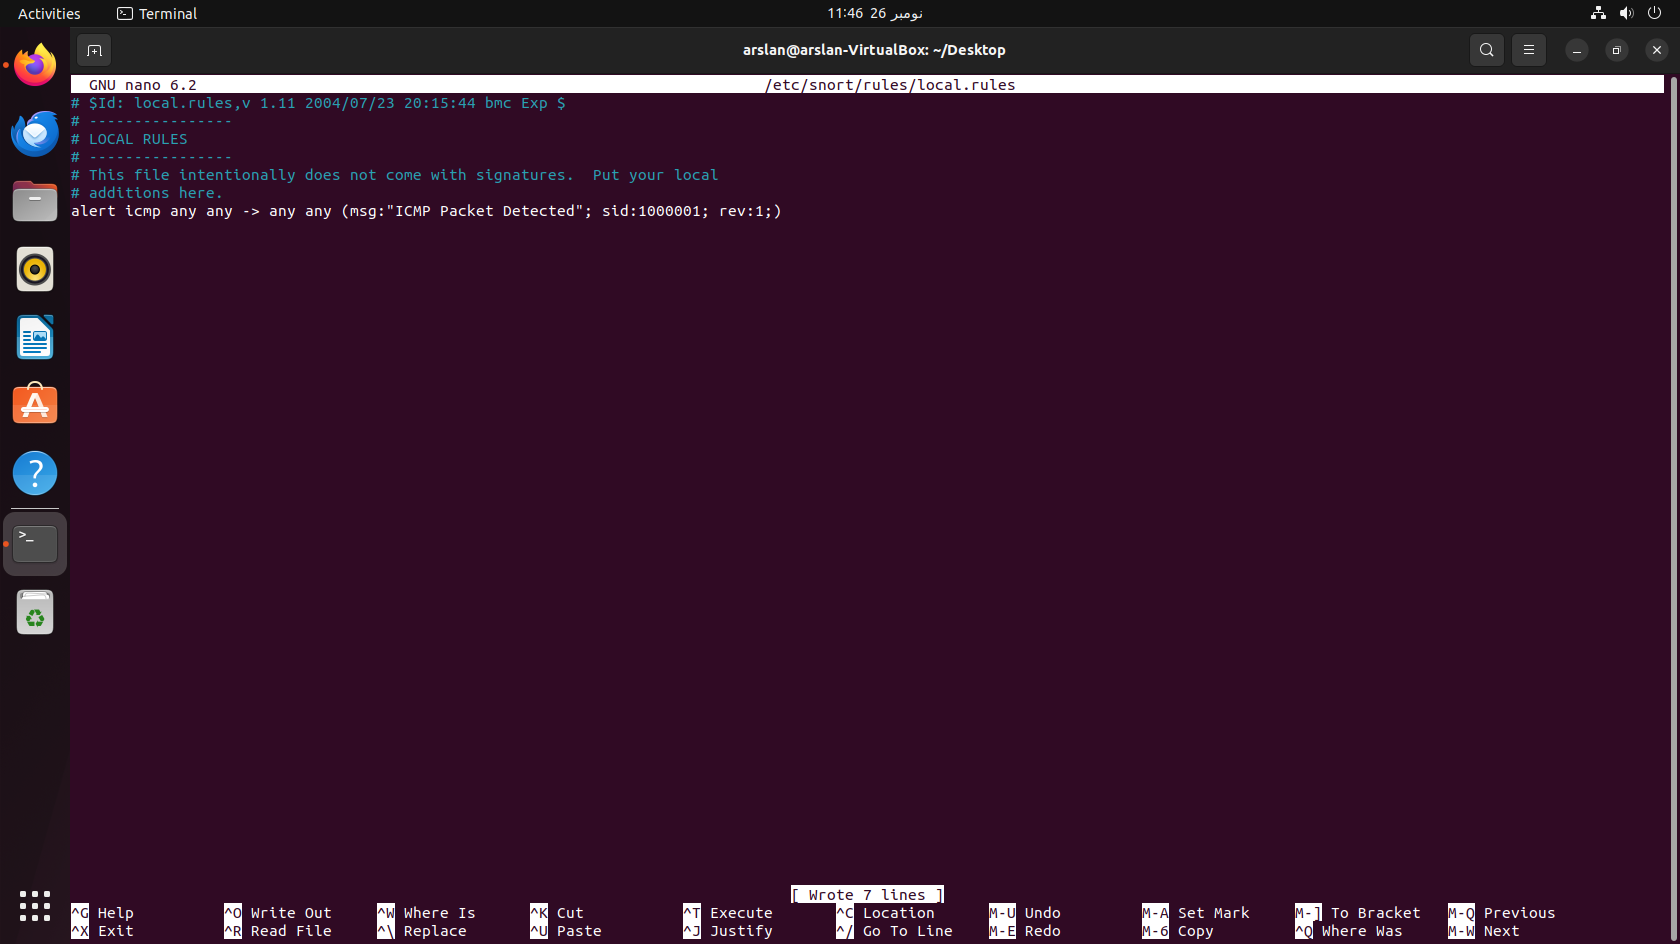 Activities
Terminal
نومبر 26  11:46
arslan@arslan-VirtualBox: ~/Desktop
GNU nano 6.2
/etc/snort/rules/local.rules
# $Id: local.rules,v 1.11 2004/07/23 20:15:44 bmc Exp $
# ----------------
# LOCAL RULES
# ----------------
# This file intentionally does not come with signatures.  Put your local
# additions here.
alert icmp any any -> any any (msg:"ICMP Packet Detected"; sid:1000001; rev:1;)
[ Wrote 7 lines ]
^G Help ^O Write Out ^W Where Is ^K Cut ^T Execute ^C Location M-U Undo M-A Set Mark M-] To Bracket M-Q Previous
^X Exit ^R Read File ^\ Replace ^U Paste ^J Justify ^/ Go To Line M-E Redo M-6 Copy ^Q Where Was M-W Next